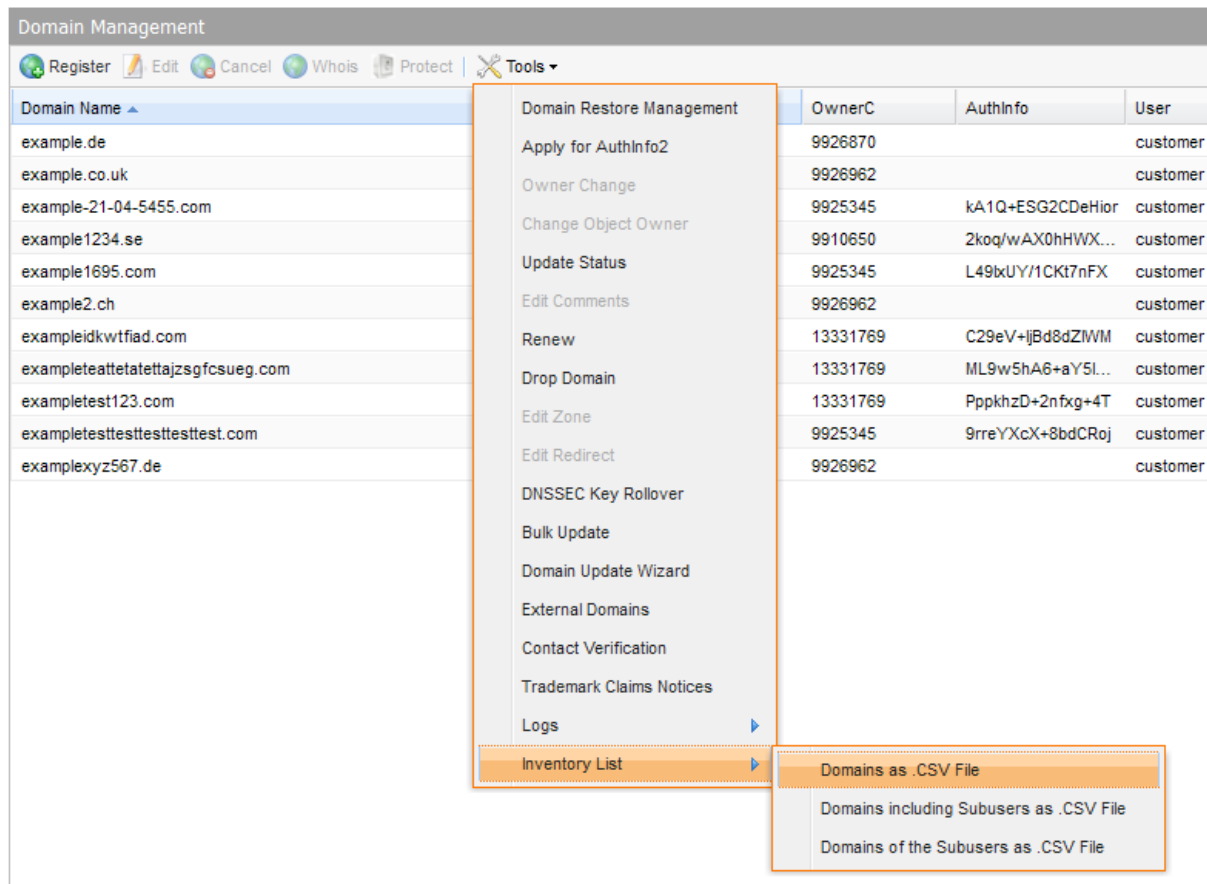 Domain Management
Register Edit Cancel Whois Protect Tools
Domain Name OwnerC AuthInfo User
example.de 9926870 customer
example.co.uk 9926962 customer
example-21-04-5455.com 9925345 kA1Q+ESG2CDeHior customer
example1234.se 9910650 2koq/wAX0hHWX... customer
example1695.com 9925345 L49lxUY/1CKt7nFX customer
example2.ch 9926962 customer
exampleidkwtfiad.com 13331769 C29eV+ljBd8dZlWM customer
exampleteattetatettajzsgfcsueg.com 13331769 ML9w5hA6+aY5l... customer
exampletest123.com 13331769 PppkhzD+2nfxg+4T customer
exampletesttesttesttesttest.com 9925345 9rreYXcX+8bdCRoj customer
examplexyz567.de 9926962 customer
Domain Restore Management
Apply for AuthInfo2
Owner Change
Change Object Owner
Update Status
Edit Comments
Renew
Drop Domain
Edit Zone
Edit Redirect
DNSSEC Key Rollover
Bulk Update
Domain Update Wizard
External Domains
Contact Verification
Trademark Claims Notices
Logs
Inventory List
Domains as .CSV File
Domains including Subusers as .CSV File
Domains of the Subusers as .CSV File